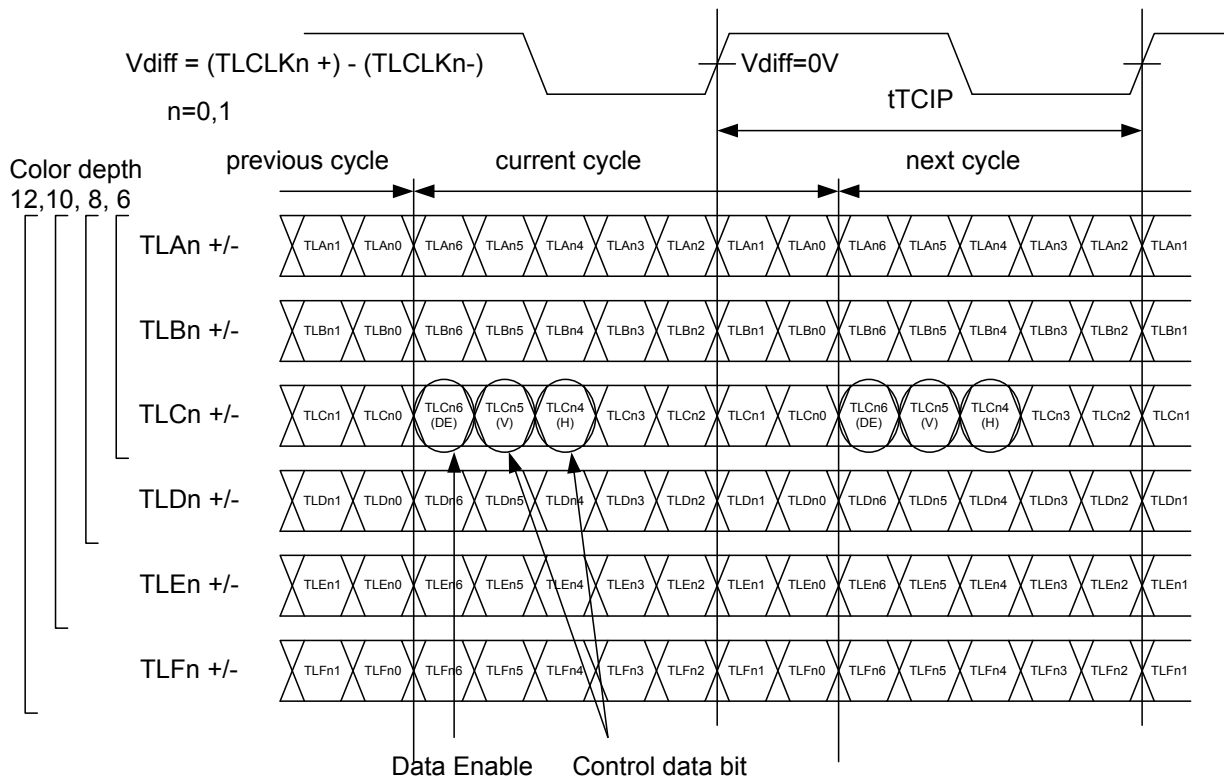 Vdiff = (TLCLKn +) - (TLCLKn-)
Vdiff=0V
n=0,1
tTCIP
previous cycle current cycle next cycle
Color depth
12,10, 8, 6
TLAn +/- TLAn1 TLAn0 TLAn6 TLAn5 TLAn4 TLAn3 TLAn2 TLAn1 TLAn0 TLAn6 TLAn5 TLAn4 TLAn3 TLAn2 TLAn1
TLBn +/- TLBn1 TLBn0 TLBn6 TLBn5 TLBn4 TLBn3 TLBn2 TLBn1 TLBn0 TLBn6 TLBn5 TLBn4 TLBn3 TLBn2 TLBn1
TLCn +/- TLCn1 TLCn0 TLCn6 (DE) TLCn5 (V) TLCn4 (H) TLCn3 TLCn2 TLCn1 TLCn0 TLCn6 (DE) TLCn5 (V) TLCn4 (H) TLCn3 TLCn2 TLCn1
TLDn +/- TLDn1 TLDn0 TLDn6 TLDn5 TLDn4 TLDn3 TLDn2 TLDn1 TLDn0 TLDn6 TLDn5 TLDn4 TLDn3 TLDn2 TLDn1
TLEn +/- TLEn1 TLEn0 TLEn6 TLEn5 TLEn4 TLEn3 TLEn2 TLEn1 TLEn0 TLEn6 TLEn5 TLEn4 TLEn3 TLEn2 TLEn1
TLFn +/- TLFn1 TLFn0 TLFn6 TLFn5 TLFn4 TLFn3 TLFn2 TLFn1 TLFn0 TLFn6 TLFn5 TLFn4 TLFn3 TLFn2 TLFn1
Data Enable Control data bit